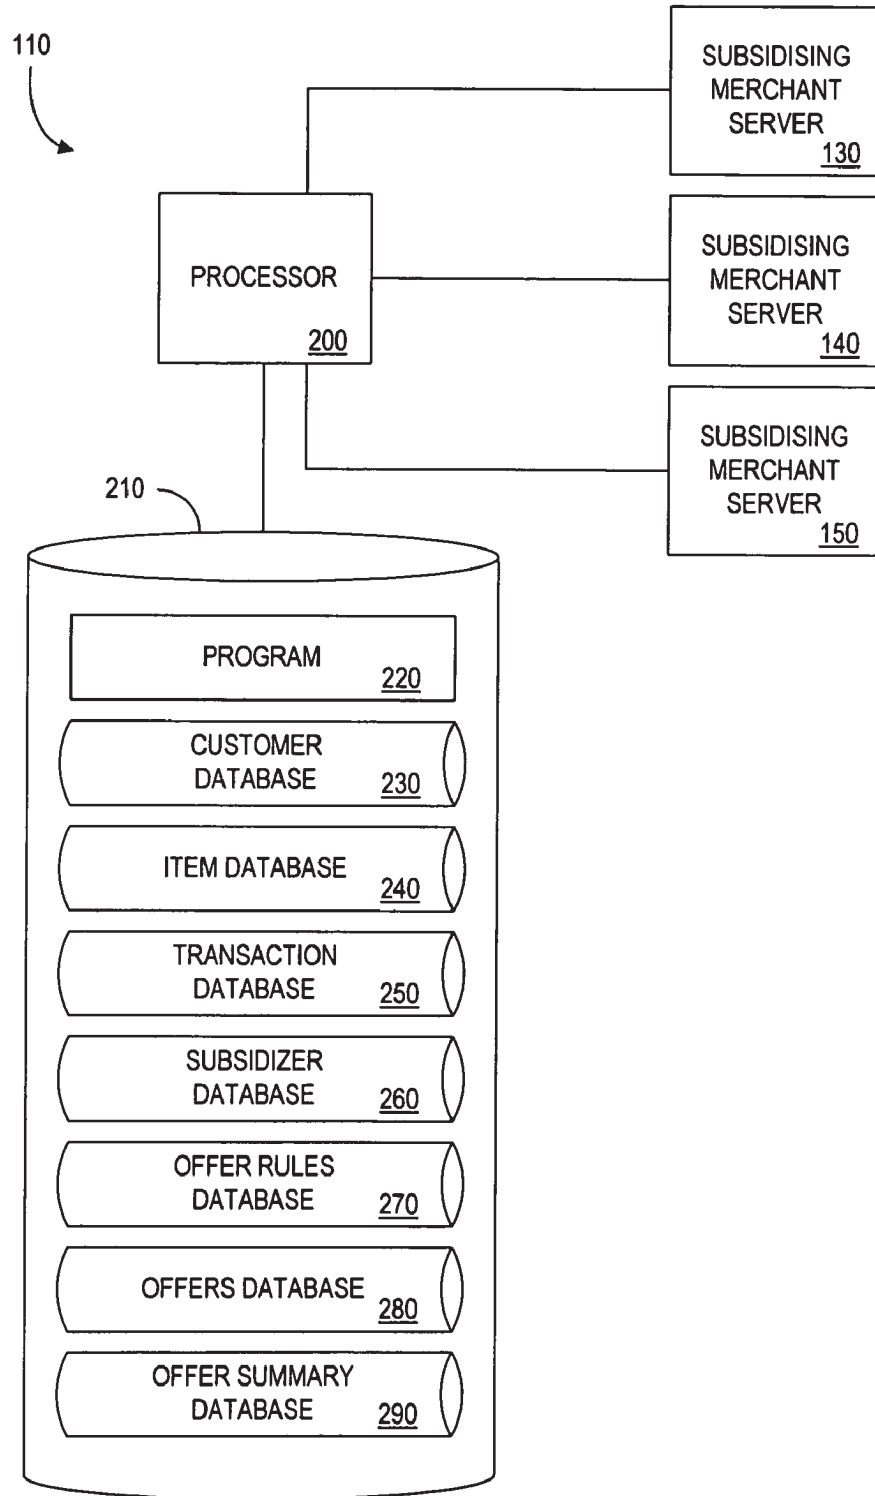 110
SUBSIDISING
MERCHANT
SERVER
130
PROCESSOR
200
SUBSIDISING
MERCHANT
SERVER
140
SUBSIDISING
MERCHANT
SERVER
150
210
PROGRAM
220
CUSTOMER
DATABASE
230
ITEM DATABASE
240
TRANSACTION
DATABASE
250
SUBSIDIZER
DATABASE
260
OFFER RULES
DATABASE
270
OFFERS DATABASE
280
OFFER SUMMARY
DATABASE
290